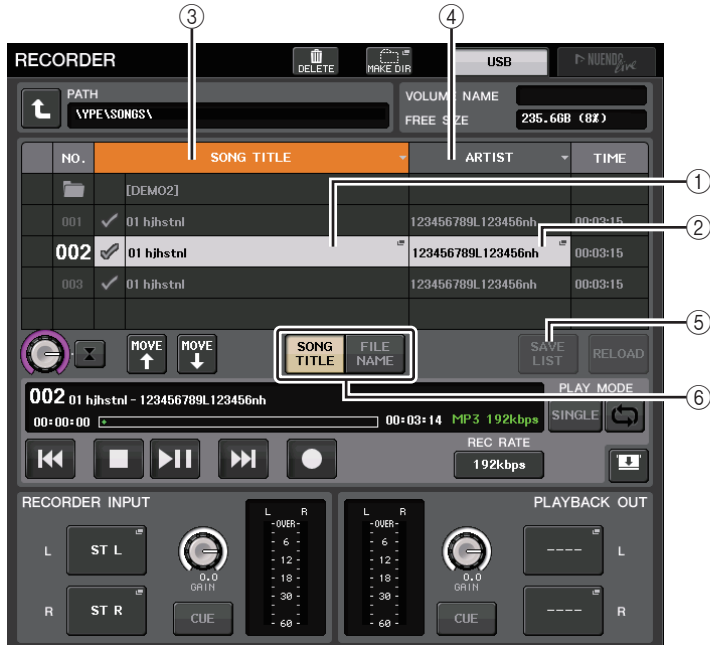 ③ ④
RECORDER DELETE MAKE DIR USB NUENDO Live
PATH VOLUME NAME
\YPE\SONGS\ FREE SIZE 235.6GB (8%)
NO. SONG TITLE ARTIST TIME
[DEMO2] ①
001 01 hjhstnl 123456789L123456nh 00:03:15 ②
002 01 hjhstnl 123456789L123456nh 00:03:15
003 01 hjhstnl 123456789L123456nh 00:03:15
⑤
MOVE MOVE SONG TITLE FILE NAME SAVE LIST RELOAD
⑥
002 01 hjhstnl - 123456789L123456nh PLAY MODE
00:00:00 00:03:14 MP3 192kbps SINGLE
REC RATE
192kbps
RECORDER INPUT PLAYBACK OUT
L R L R
-OVER- -OVER-
L ST L 6 6 ---- L
12 12
0.0 18 18 0.0
GAIN 30 30 GAIN
R ST R CUE 60 60 CUE ---- R